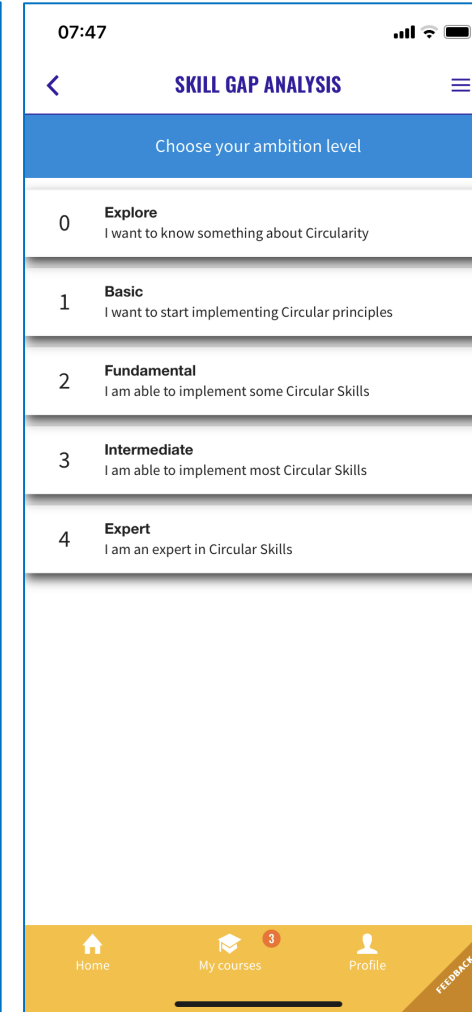 07:47
SKILL GAP ANALYSIS
Choose your ambition level
0
Explore
I want to know something about Circularity
1
Basic
I want to start implementing Circular principles
2
Fundamental
I am able to implement some Circular Skills
3
Intermediate
I am able to implement most Circular Skills
4
Expert
I am an expert in Circular Skills
3
Home
My courses
Profile
FEEDBACK